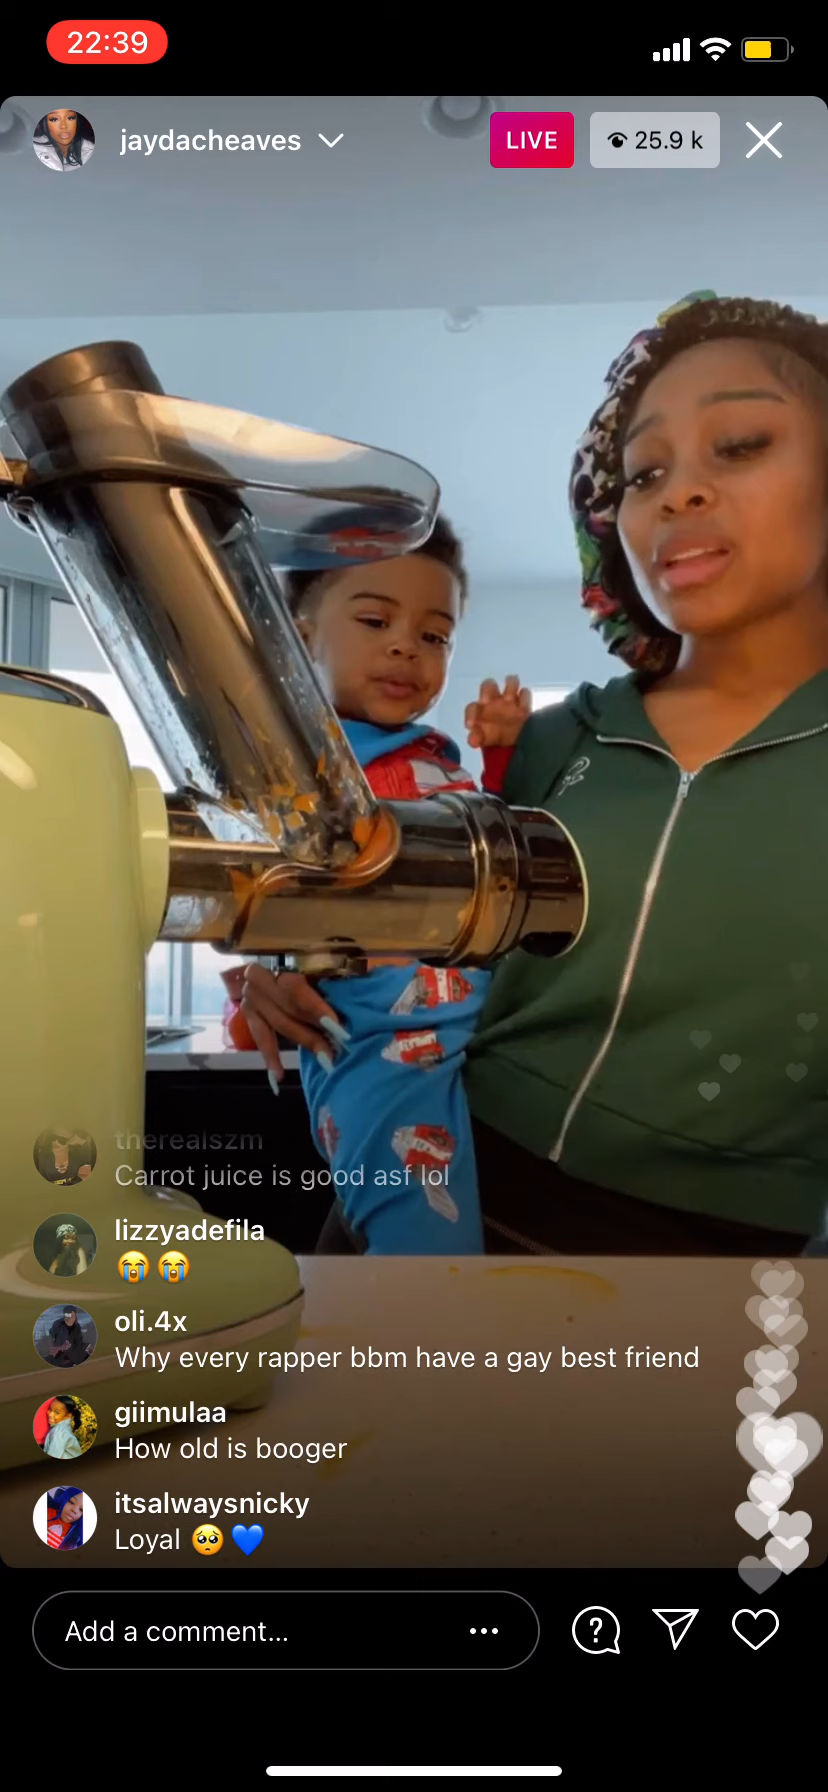 22:39
jaydacheaves
LIVE
25.9 k
therealszm
Carrot juice is good asf lol
lizzyadefila
😭😭
oli.4x
Why every rapper bbm have a gay best friend
giimulaa
How old is booger
itsalwaysnicky
Loyal 🥺💙
Add a comment...